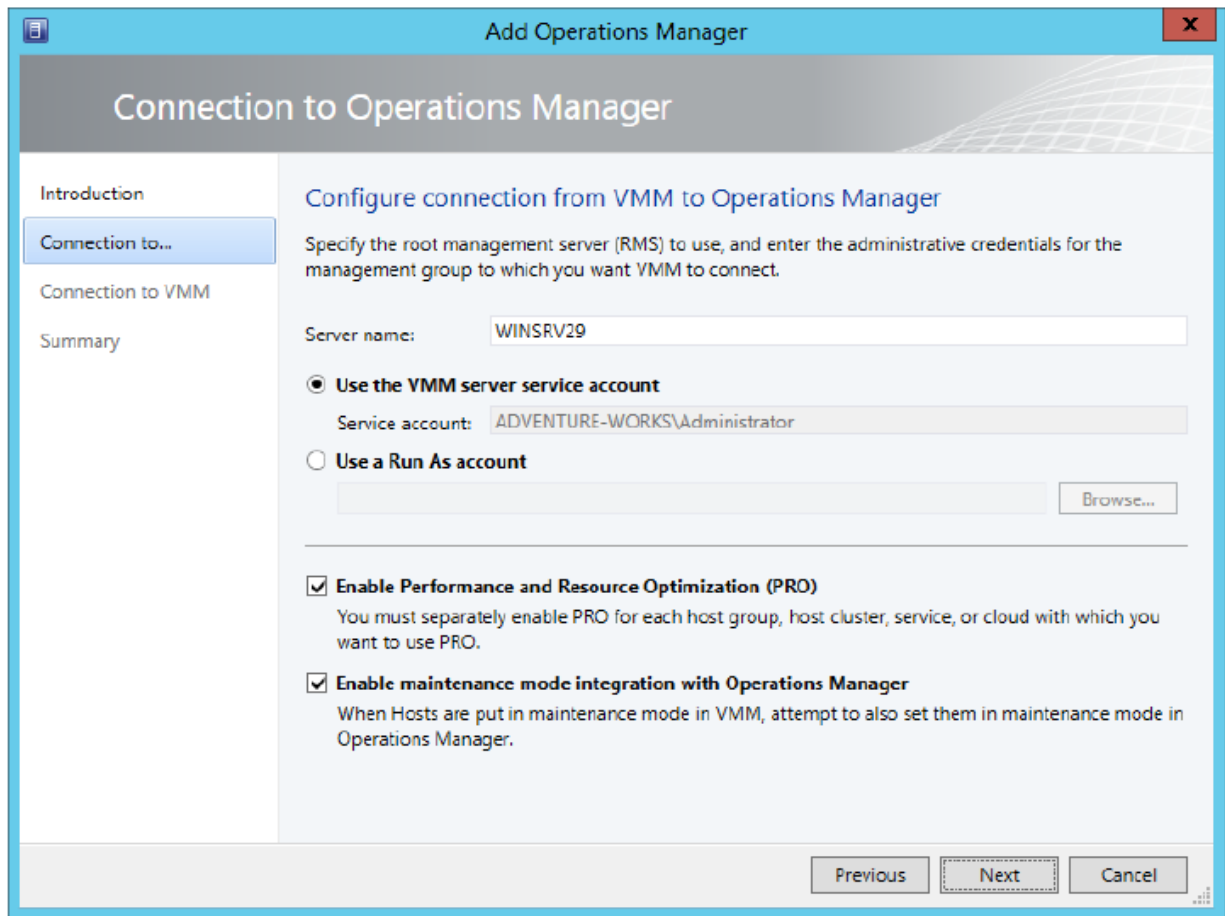 Add Operations Manager
X
Connection to Operations Manager
Introduction
Connection to...
Connection to VMM
Summary
Configure connection from VMM to Operations Manager
Specify the root management server (RMS) to use, and enter the administrative credentials for the
management group to which you want VMM to connect.
Server name:
WINSRV29
Use the VMM server service account
Service account:
ADVENTURE-WORKS\Administrator
Use a Run As account
Browse...
Enable Performance and Resource Optimization (PRO)
You must separately enable PRO for each host group, host cluster, service, or cloud with which you
want to use PRO.
Enable maintenance mode integration with Operations Manager
When Hosts are put in maintenance mode in VMM, attempt to also set them in maintenance mode in
Operations Manager.
Previous
Next
Cancel